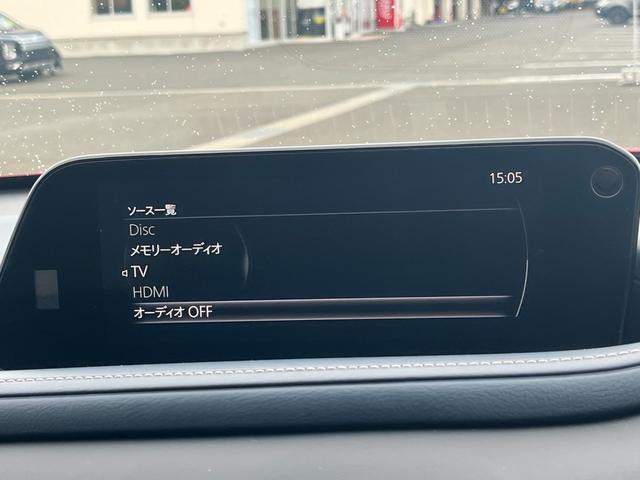 15:05
ソース一覧
Disc
メモリーオーディオ
TV
HDMI
オーディオ OFF